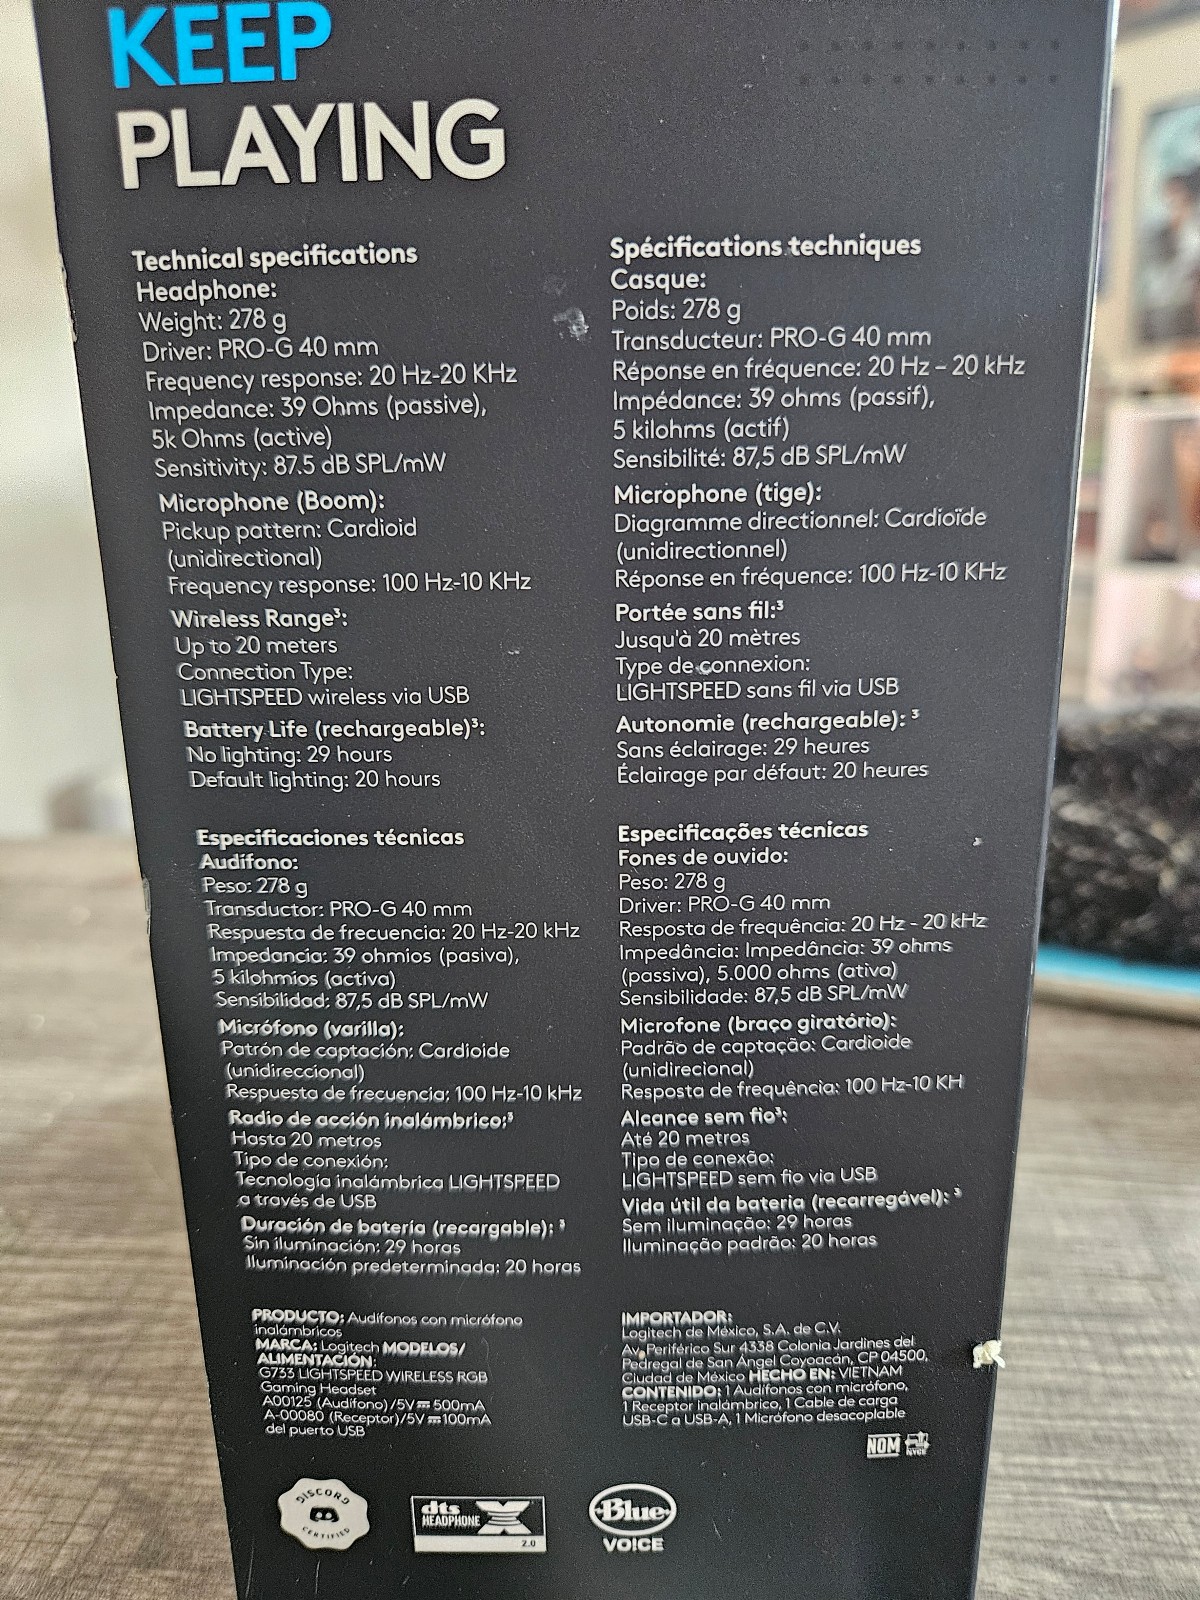 KEEP
PLAYING
Technical specifications
Headphone:
Weight: 278 g
Driver: PRO-G 40 mm
Frequency response: 20 Hz-20 KHz
Impedance: 39 Ohms (passive),
5k Ohms (active)
Sensitivity: 87.5 dB SPL/mW
Microphone (Boom):
Pickup pattern: Cardioid
(unidirectional)
Frequency response: 100 Hz-10 KHz
Wireless Range³:
Up to 20 meters
Connection Type:
LIGHTSPEED wireless via USB
Battery Life (rechargeable)³:
No lighting: 29 hours
Default lighting: 20 hours
Spécifications techniques
Casque:
Poids: 278 g
Transducteur: PRO-G 40 mm
Réponse en fréquence: 20 Hz – 20 kHz
Impédance: 39 ohms (passif),
5 kilohms (actif)
Sensibilité: 87,5 dB SPL/mW
Microphone (tige):
Diagramme directionnel: Cardioïde
(unidirectionnel)
Réponse en fréquence: 100 Hz-10 KHz
Portée sans fil:³
Jusqu'à 20 mètres
Type de connexion:
LIGHTSPEED sans fil via USB
Autonomie (rechargeable): ³
Sans éclairage: 29 heures
Éclairage par défaut: 20 heures
Especificaciones técnicas
Audífono:
Peso: 278 g
Transductor: PRO-G 40 mm
Respuesta de frecuencia: 20 Hz-20 kHz
Impedancia: 39 ohmios (pasiva),
5 kilohmios (activa)
Sensibilidad: 87,5 dB SPL/mW
Micrófono (varilla):
Patrón de captación: Cardioide
(unidireccional)
Respuesta de frecuencia: 100 Hz-10 kHz
Radio de acción inalámbrico:³
Hasta 20 metros
Tipo de conexión:
Tecnología inalámbrica LIGHTSPEED
a través de USB
Duración de batería (recargable): ³
Sin iluminación: 29 horas
Iluminación predeterminada: 20 horas
Especificações técnicas
Fones de ouvido:
Peso: 278 g
Driver: PRO-G 40 mm
Resposta de frequência: 20 Hz - 20 kHz
Impedância: Impedância: 39 ohms
(passiva), 5.000 ohms (ativa)
Sensibilidade: 87,5 dB SPL/mW
Microfone (braço giratório):
Padrão de captação: Cardioide
(unidirecional)
Resposta de frequência: 100 Hz-10 KH
Alcance sem fio³:
Até 20 metros
Tipo de conexão:
LIGHTSPEED sem fio via USB
Vida útil da bateria (recarregável): ³
Sem iluminação: 29 horas
Iluminação padrão: 20 horas
PRODUCTO: Audífonos con micrófono
inalámbricos
MARCA: Logitech MODELOS/
ALIMENTACIÓN:
G733 LIGHTSPEED WIRELESS RGB
Gaming Headset
A00125 (Audífono)/5V⎓500mA
A-00080 (Receptor)/5V⎓100mA
del puerto USB
IMPORTADOR:
Logitech de México, S.A. de C.V.
Av. Periférico Sur 4338 Colonia Jardines del
Pedregal de San Ángel Coyoacán, CP 04500,
Ciudad de México HECHO EN: VIETNAM
CONTENIDO: 1 Audífonos con micrófono,
1 Receptor inalámbrico, 1 Cable de carga
USB-C a USB-A, 1 Micrófono desacoplable
NOM NYCE
DISCORD
CERTIFIED
dts
HEADPHONE X
2.0
Blue
VO!CE